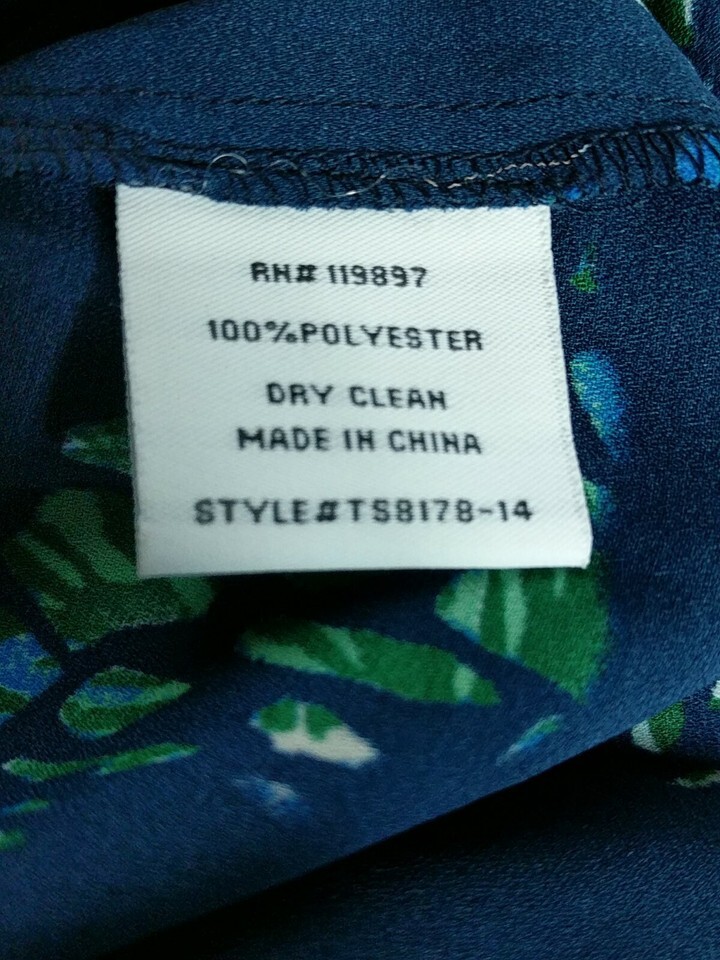 RN# 119897
100%POLYESTER
DRY CLEAN
MADE IN CHINA
STYLE#TS8178-14